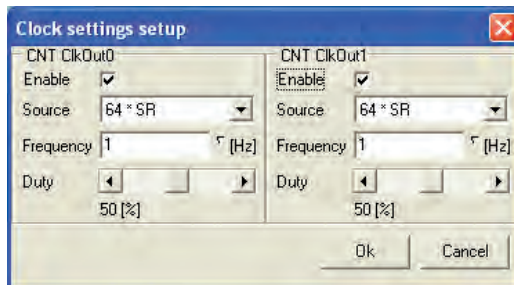 Clock settings setup
CNT ClkOut0
Enable
Source 64 * SR
Frequency 1 [Hz]
Duty
50 [%]
CNT ClkOut1
Enable
Source 64 * SR
Frequency 1 [Hz]
Duty
50 [%]
Ok Cancel